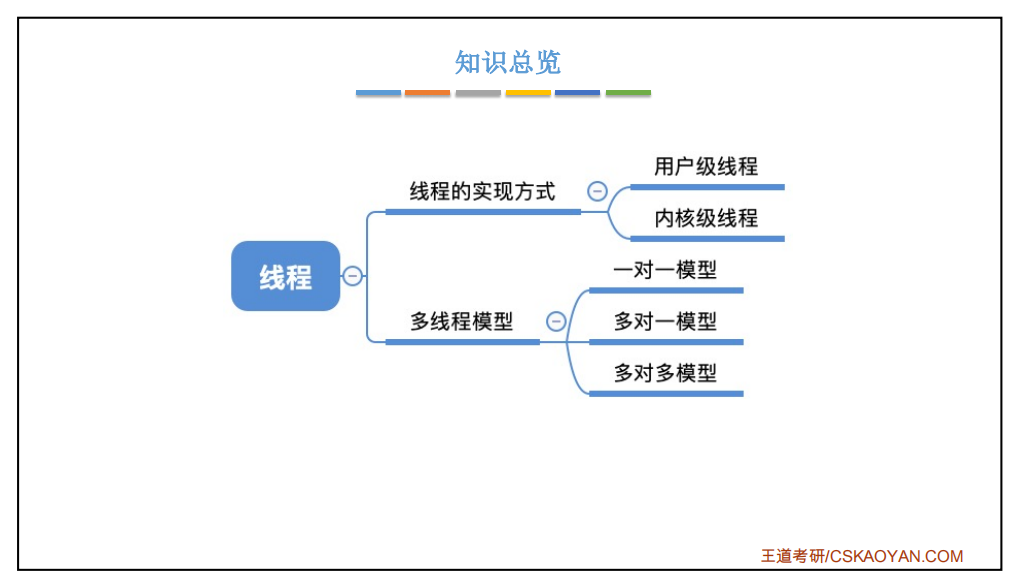 知识总览
线程
线程的实现方式
用户级线程
内核级线程
多线程模型
一对一模型
多对一模型
多对多模型
王道考研/CSKAOYAN.COM